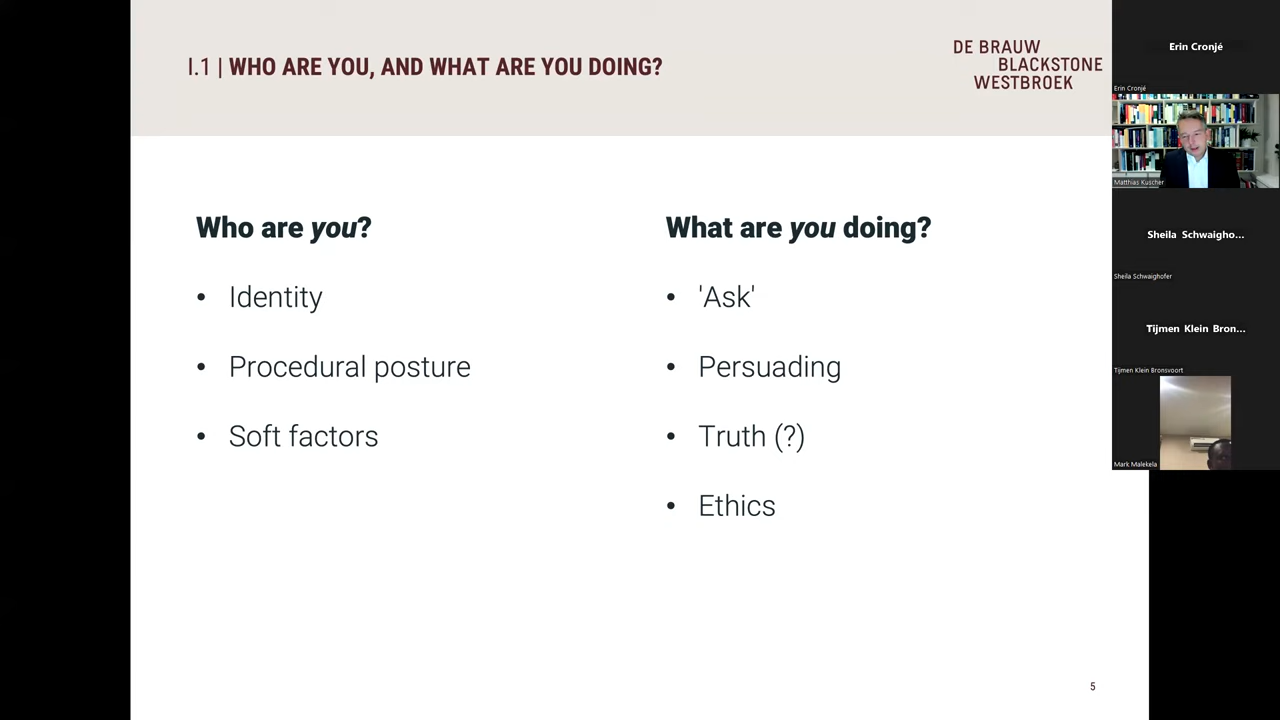 I.1 | WHO ARE YOU, AND WHAT ARE YOU DOING?
DE BRAUW
BLACKSTONE
WESTBROEK
Who are you?
• Identity
• Procedural posture
• Soft factors
What are you doing?
• 'Ask'
• Persuading
• Truth (?)
• Ethics
5
Erin Cronjé
Erin Cronjé
Matthias Kuscher
Sheila Schwaigho...
Sheila Schwaighofer
Tijmen Klein Bron...
Tijmen Klein Bronsvoort
Mark Malekela